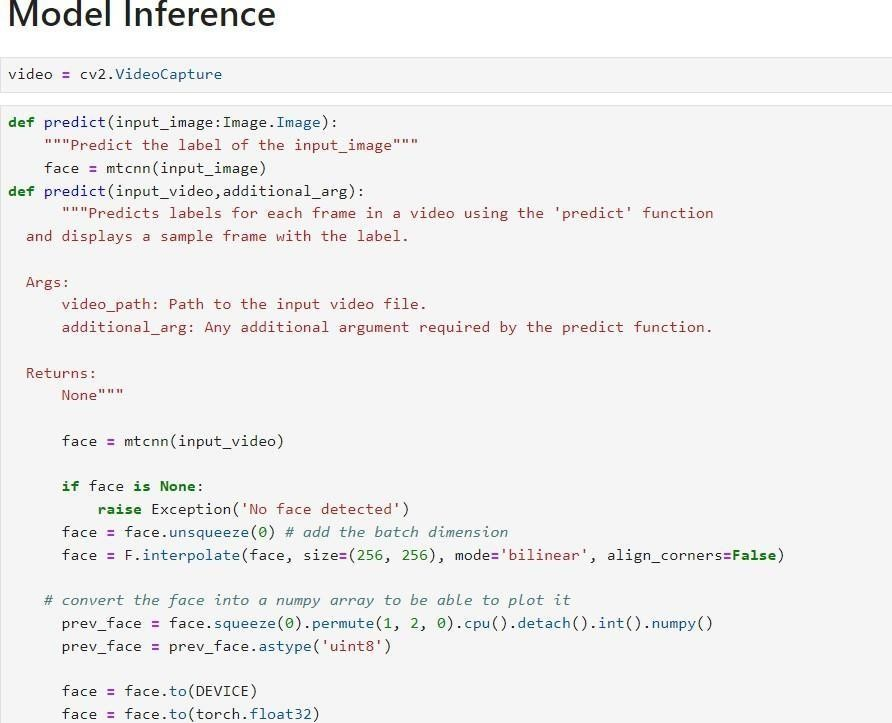 Model Inference
video = cv2.VideoCapture
def predict(input_image:Image.Image):
"""Predict the label of the input_image"""
face = mtcnn(input_image)
def predict(input_video,additional_arg):
"""Predicts labels for each frame in a video using the 'predict' function
and displays a sample frame with the label.
Args:
video_path: Path to the input video file.
additional_arg: Any additional argument required by the predict function.
Returns:
None"""
face = mtcnn(input_video)
if face is None:
raise Exception('No face detected')
face = face.unsqueeze(0) # add the batch dimension
face = F.interpolate(face, size=(256, 256), mode='bilinear', align_corners=False)
# convert the face into a numpy array to be able to plot it
prev_face = face.squeeze(0).permute(1, 2, 0).cpu().detach().int().numpy()
prev_face = prev_face.astype('uint8')
face = face.to(DEVICE)
face = face.to(torch.float32)